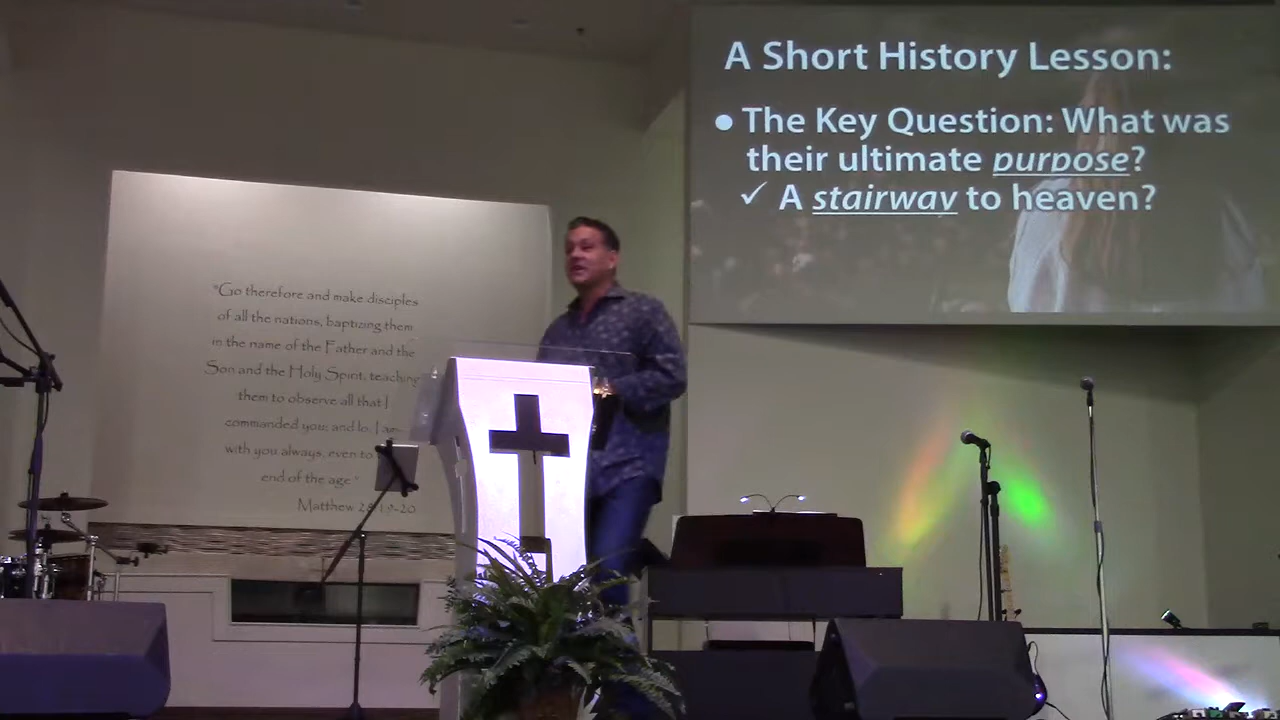 A Short History Lesson:
● The Key Question: What was
their ultimate purpose?
✓ A stairway to heaven?
"Go therefore and make disciples
of all the nations, baptizing them
in the name of the Father and the
Son and the Holy Spirit, teaching
them to observe all that I
commanded you; and lo, I am
with you always, even to
end of the age."
Matthew 28:19-20